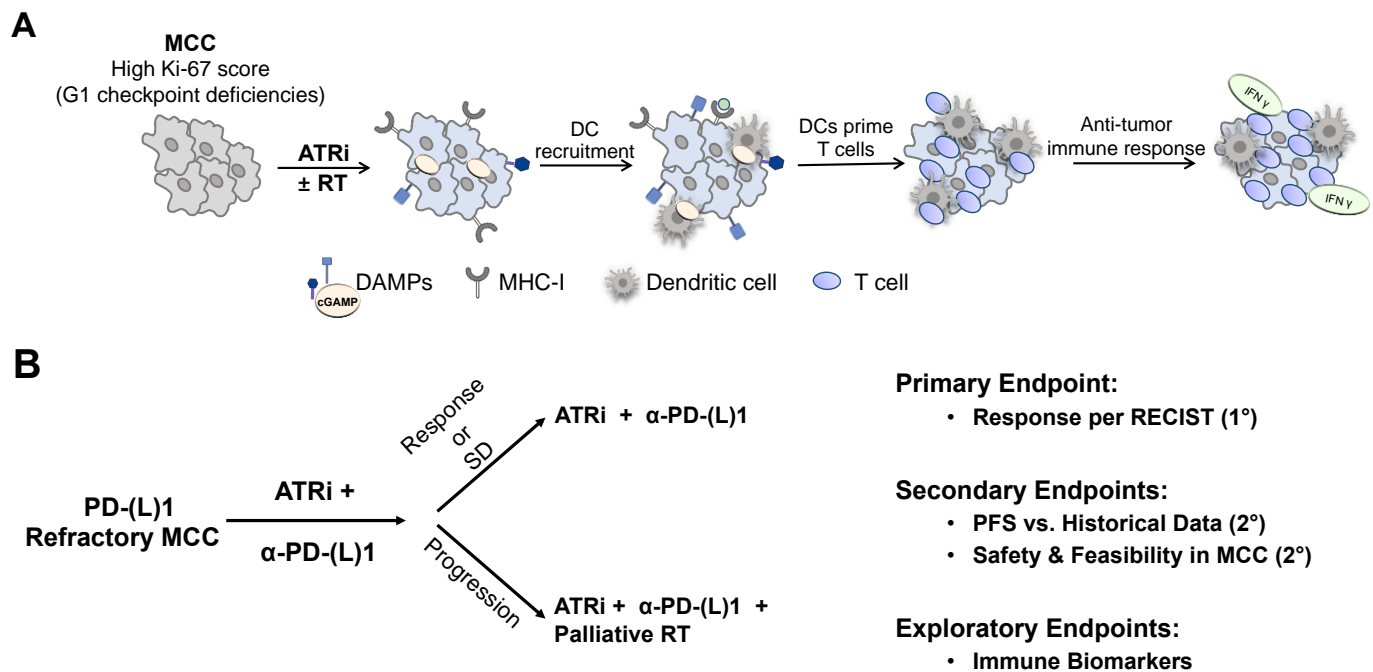 A
MCC
High Ki-67 score
(G1 checkpoint deficiencies)
ATRi
± RT
DC
recruitment
DCs prime
T cells
Anti-tumor
immune response
IFN γ
IFN γ
cGAMP
DAMPs
MHC-I
Dendritic cell
T cell
B
PD-(L)1
Refractory MCC
ATRi +
α-PD-(L)1
Response
or
SD
Progression
ATRi + α-PD-(L)1
ATRi + α-PD-(L)1 +
Palliative RT
Primary Endpoint:
• Response per RECIST (1°)
Secondary Endpoints:
• PFS vs. Historical Data (2°)
• Safety & Feasibility in MCC (2°)
Exploratory Endpoints:
• Immune Biomarkers